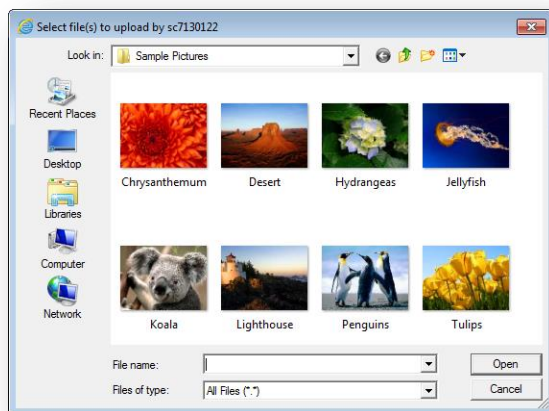 Select file(s) to upload by sc7130122
Look in: Sample Pictures
Recent Places
Desktop
Libraries
Computer
Network
Chrysanthemum Desert Hydrangeas Jellyfish
Koala Lighthouse Penguins Tulips
File name: Open
Files of type: All Files (*.*) Cancel